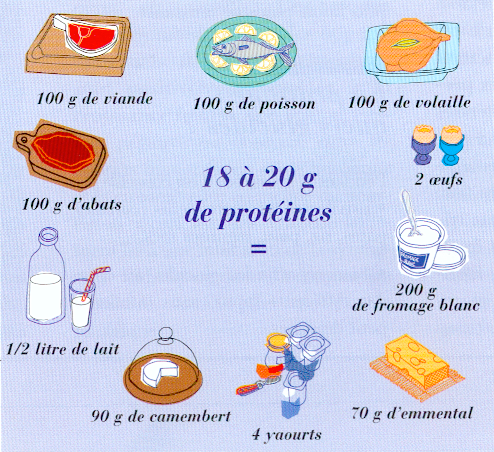 100 g de viande
100 g de poisson
100 g de volaille
100 g d'abats
18 à 20 g
de protéines
=
2 œufs
200 g
de fromage blanc
1/2 litre de lait
90 g de camembert
4 yaourts
70 g d'emmental